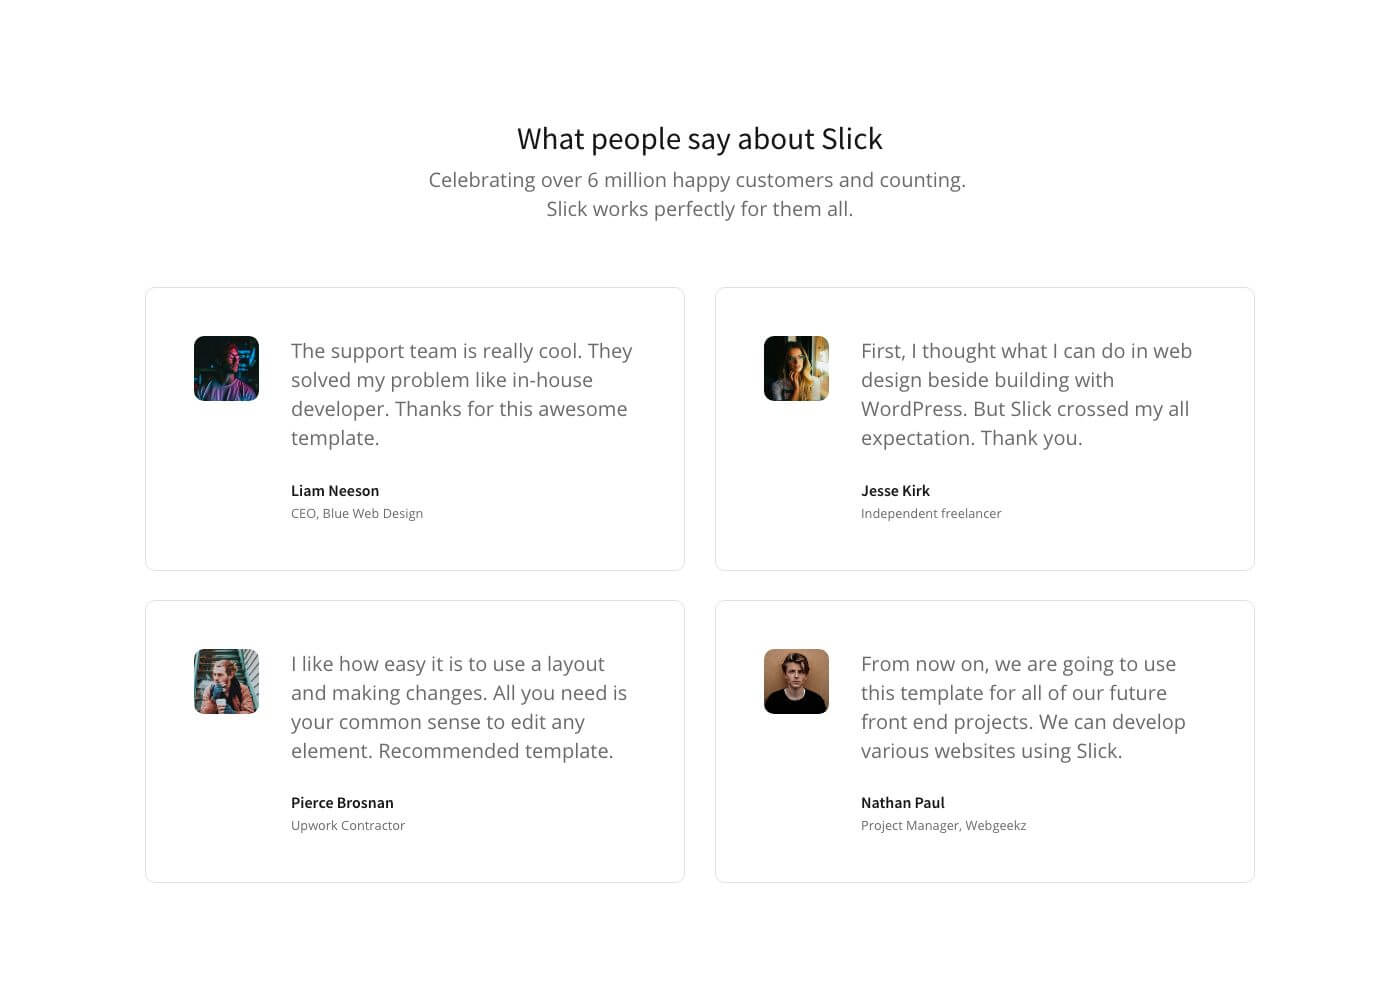 What people say about Slick
Celebrating over 6 million happy customers and counting.
Slick works perfectly for them all.
The support team is really cool. They
solved my problem like in-house
developer. Thanks for this awesome
template.
Liam Neeson
CEO, Blue Web Design
First, I thought what I can do in web
design beside building with
WordPress. But Slick crossed my all
expectation. Thank you.
Jesse Kirk
Independent freelancer
I like how easy it is to use a layout
and making changes. All you need is
your common sense to edit any
element. Recommended template.
Pierce Brosnan
Upwork Contractor
From now on, we are going to use
this template for all of our future
front end projects. We can develop
various websites using Slick.
Nathan Paul
Project Manager, Webgeekz